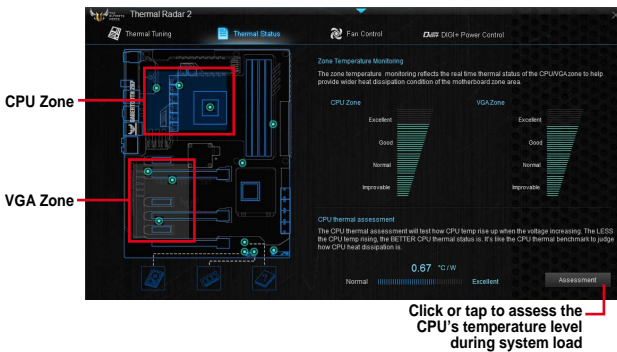 THE ULTIMATE FORCE
Thermal Radar 2
Thermal Tuning
Thermal Status
Fan Control
DIGI+ DIGI+ Power Control
CPU Zone
VGA Zone
Zone Temperature Monitoring
The zone temperature monitoring reflects the real time thermal status of the CPU/VGAzone to help
provide wider heat dissipation condition of the motherboard zone area.
CPU Zone
VGA Zone
Excellent
Excellent
Good
Good
Normal
Normal
Improvable
Improvable
CPU thermal assessment
The CPU thermal assessment will test how CPU temp rise up when the voltage increasing. The LESS
the CPU temp rising, the BETTER CPU thermal status is. It's like the CPU thermal benchmark to judge
how CPU heat dissipation is.
0.67 °C / W
Normal
Excellent
Assessment
Click or tap to assess the
CPU's temperature level
during system load